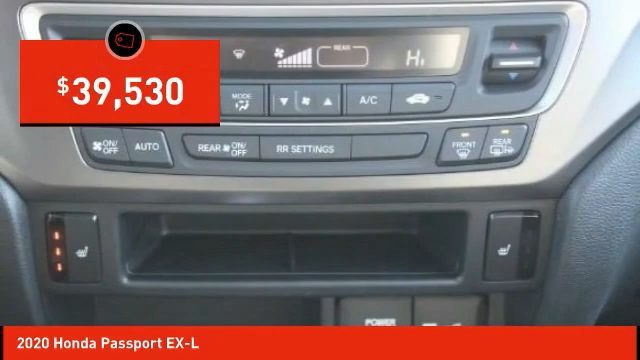 $39,530
REAR
Hi
MODE
A/C
ON/OFF
AUTO
REAR ON/OFF
RR SETTINGS
FRONT
REAR
POWER
2020 Honda Passport EX-L